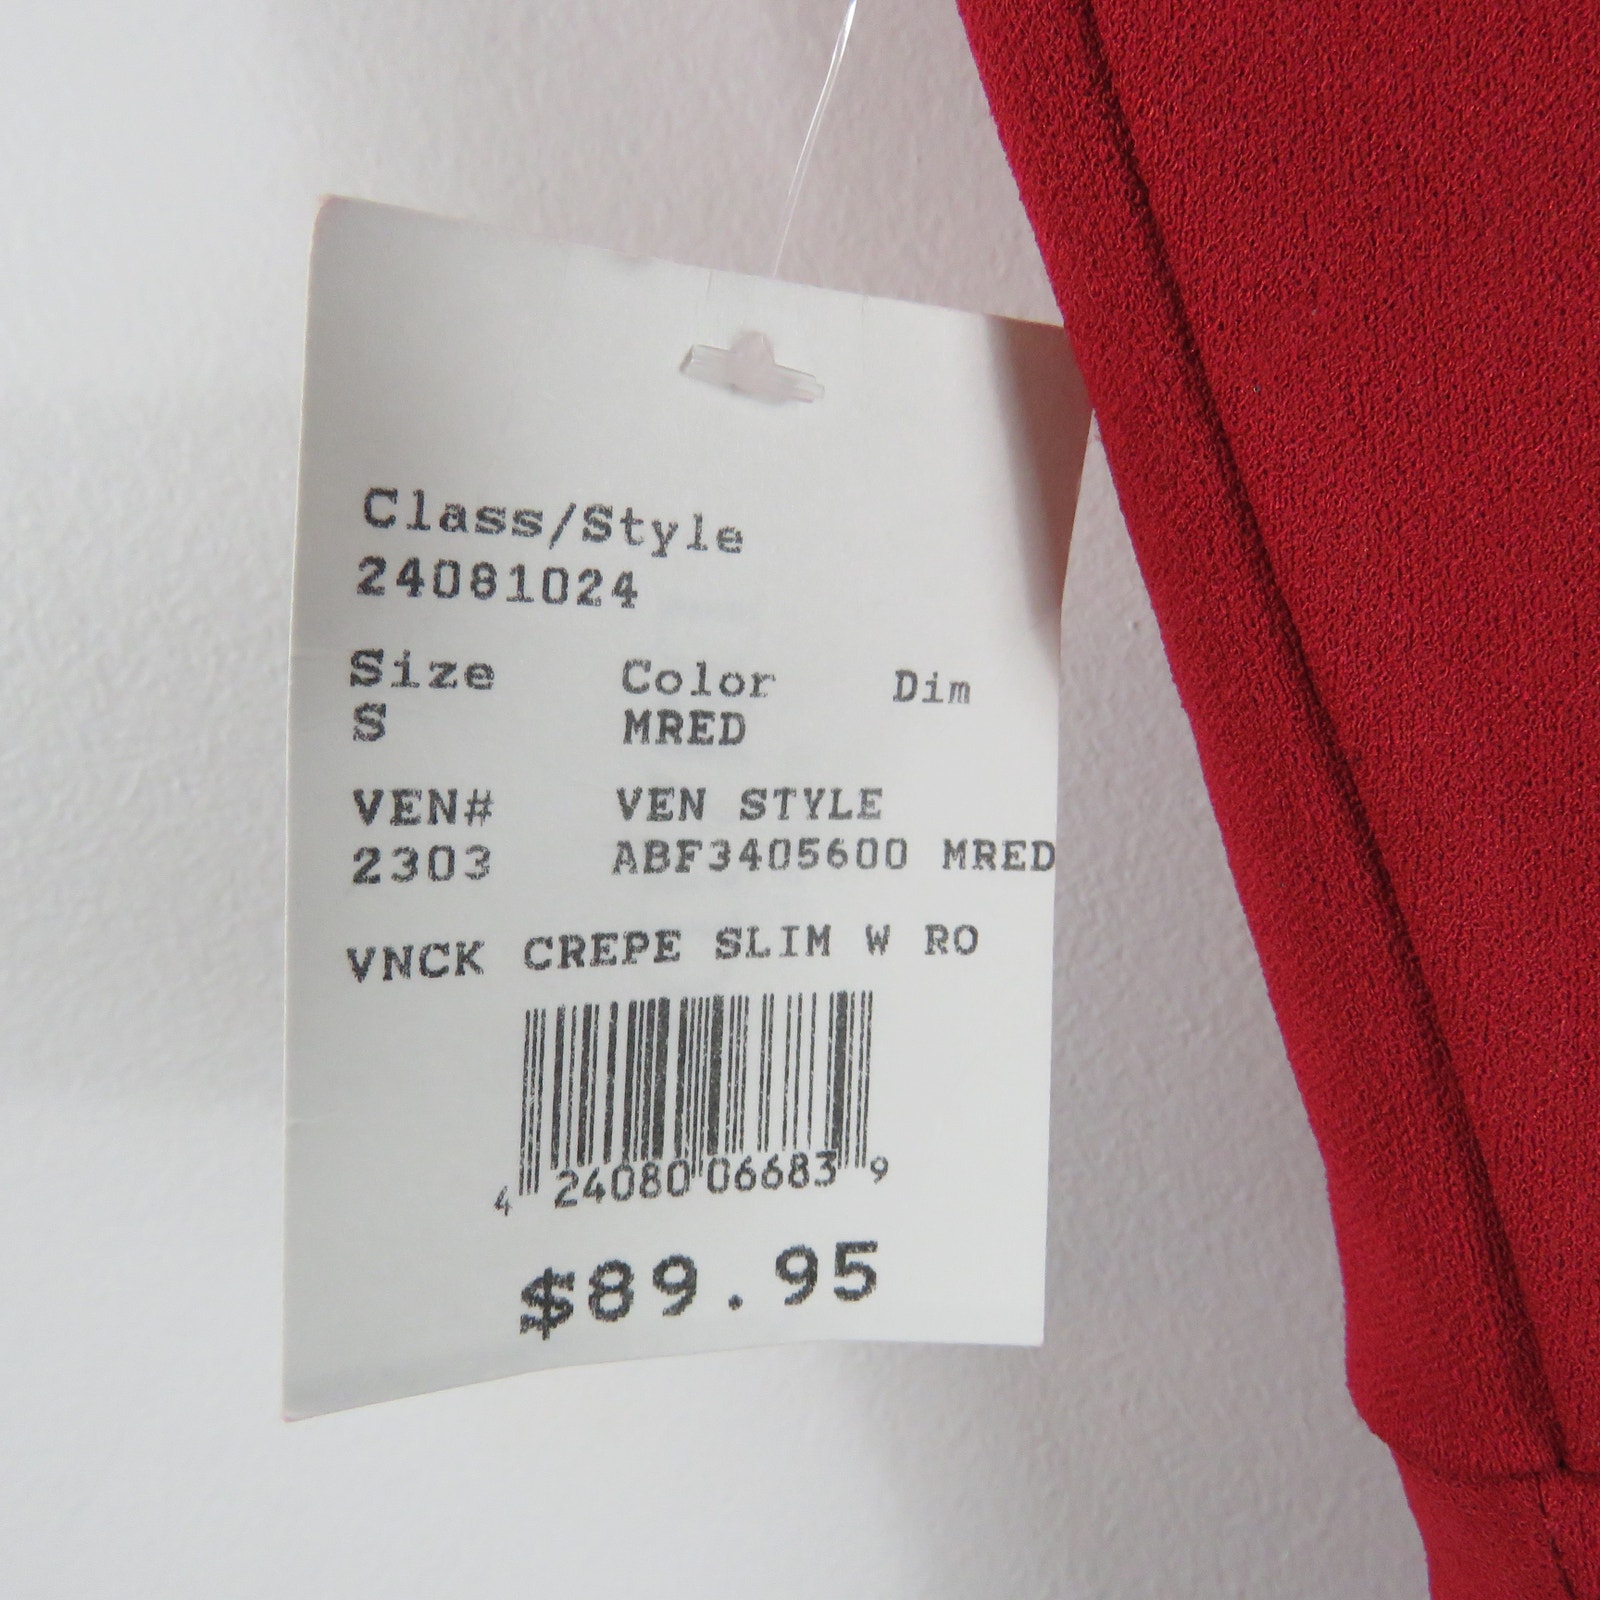 Class/Style
24081024
Size Color Dim
S MRED
VEN# VEN STYLE
2303 ABF3405600 MRED
VNCK CREPE SLIM W RO
4 24080 06683 9
$89.95